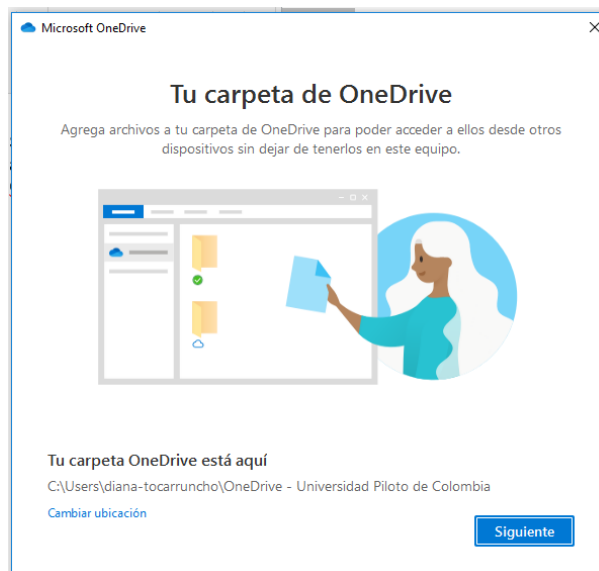 Microsoft OneDrive
Tu carpeta de OneDrive
Agrega archivos a tu carpeta de OneDrive para poder acceder a ellos desde otros
dispositivos sin dejar de tenerlos en este equipo.
Tu carpeta OneDrive está aquí
C:\Users\diana-tocarruncho\OneDrive - Universidad Piloto de Colombia
Cambiar ubicación
Siguiente